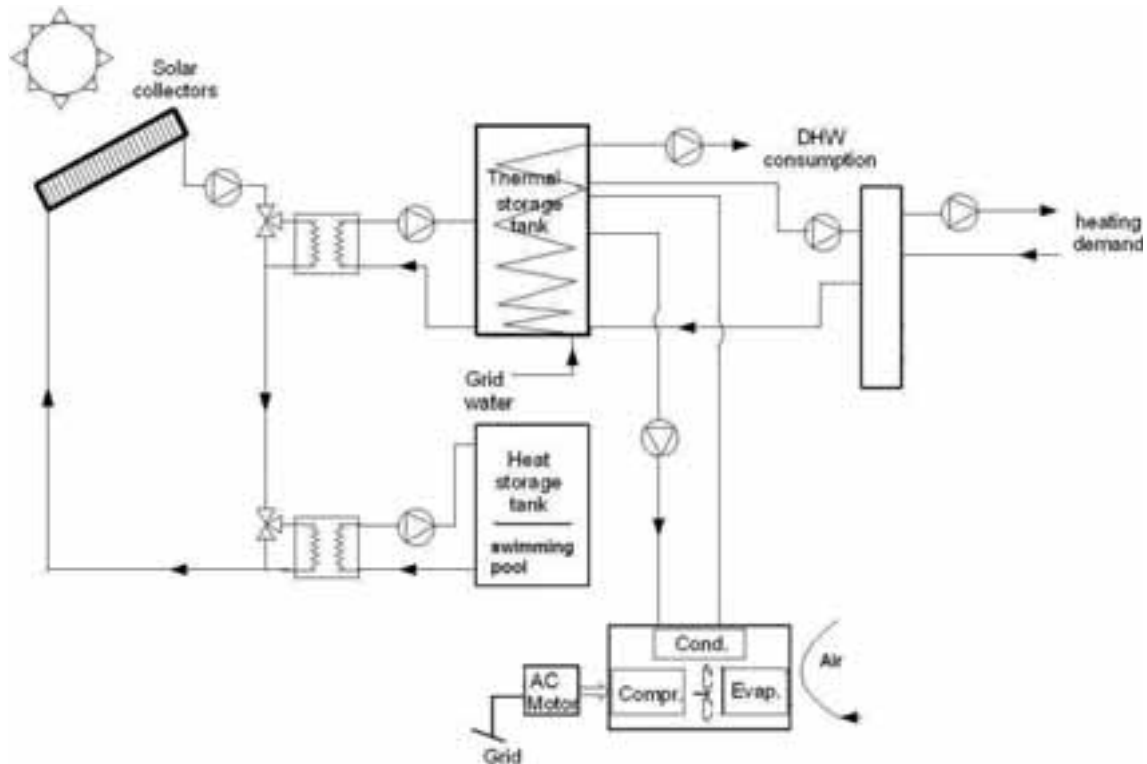 Solar
collectors
DHW
consumption
Thermal
storage
tank
heating
demand
Grid
water
Heat
storage
tank
swimming
pool
Cond.
Air
AC
Motor
Compr.
Evap.
Grid